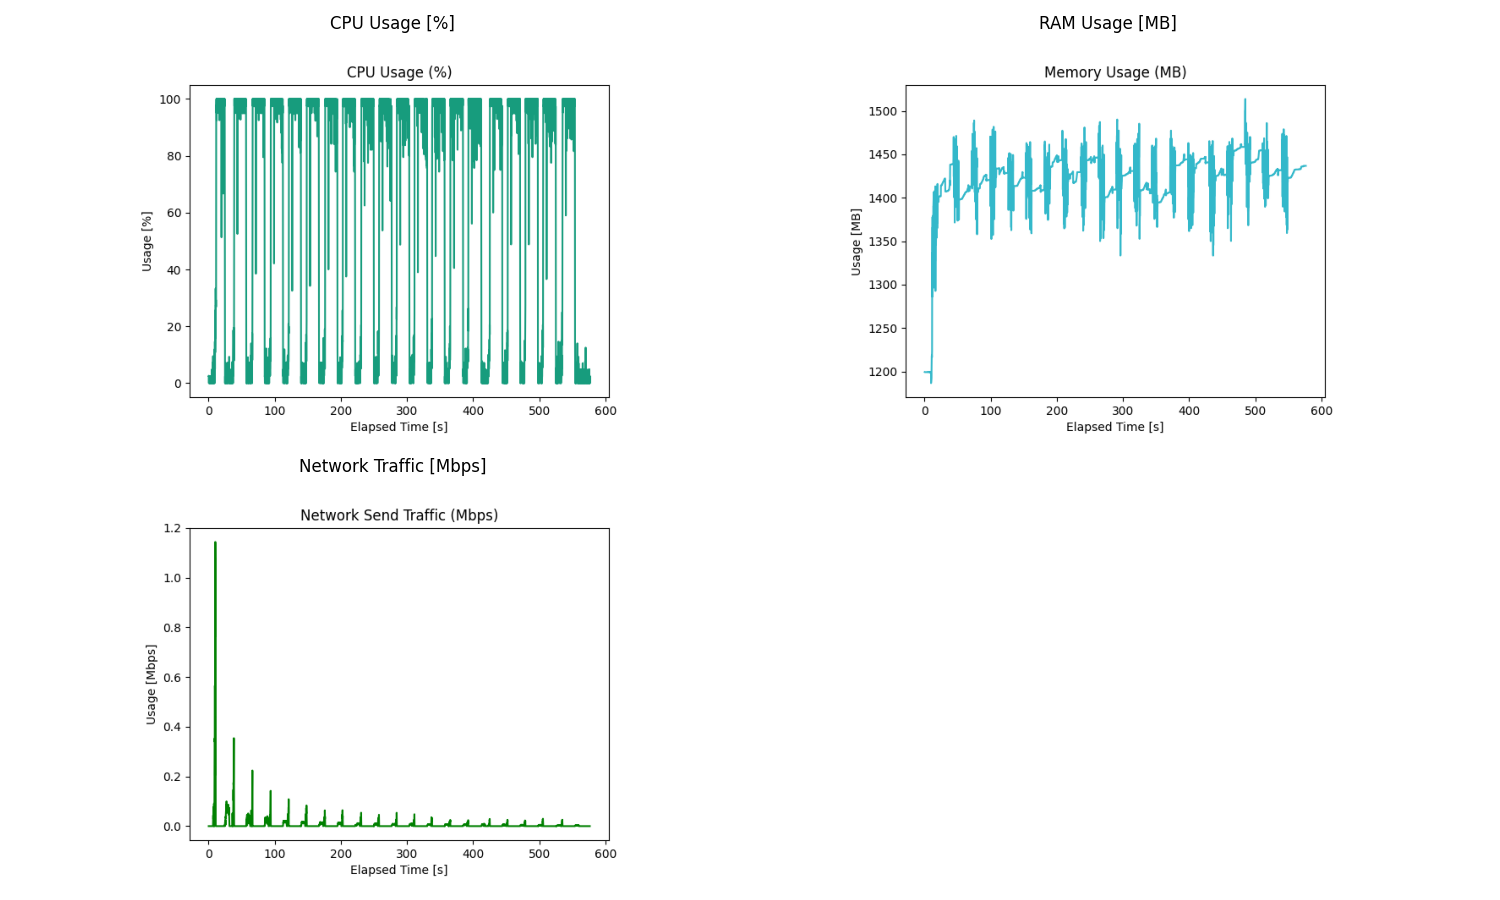 CPU Usage [%]
RAM Usage [MB]
CPU Usage (%)
100
80
60
40
20
0
Usage [%]
0 100 200 300 400 500 600
Elapsed Time [s]
Memory Usage (MB)
1500
1450
1400
1350
1300
1250
1200
Usage [MB]
0 100 200 300 400 500 600
Elapsed Time [s]
Network Traffic [Mbps]
Network Send Traffic (Mbps)
1.2
1.0
0.8
0.6
0.4
0.2
0.0
Usage [Mbps]
0 100 200 300 400 500 600
Elapsed Time [s]